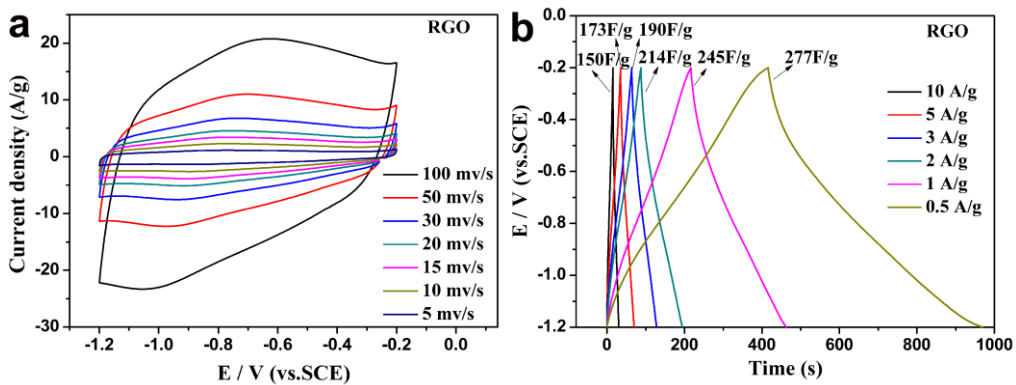 a
RGO
Current density (A/g)
20
10
0
-10
-20
-30
-1.2 -1.0 -0.8 -0.6 -0.4 -0.2 0.0
E / V (vs.SCE)
100 mv/s
50 mv/s
30 mv/s
20 mv/s
15 mv/s
10 mv/s
5 mv/s
b
RGO
E / V (vs.SCE)
0.0
-0.2
-0.4
-0.6
-0.8
-1.0
-1.2
173F/g 190F/g
150F/g 214F/g 245F/g 277F/g
10 A/g
5 A/g
3 A/g
2 A/g
1 A/g
0.5 A/g
0 200 400 600 800 1000
Time (s)